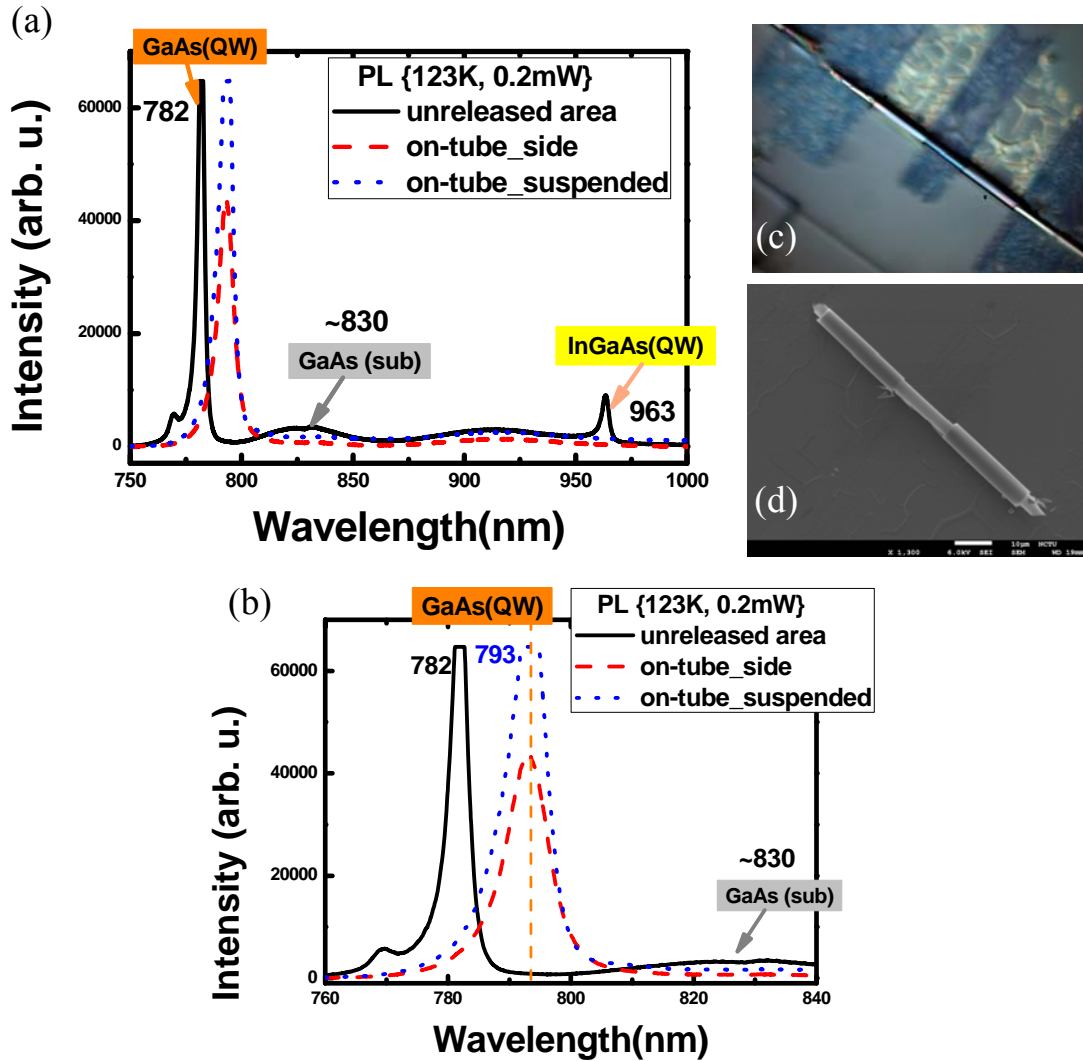 (a)
GaAs(QW)
782
PL {123K, 0.2mW}
unreleased area
on-tube_side
on-tube_suspended
~830
GaAs (sub)
InGaAs(QW)
963
60000
40000
20000
0
750
800
850
900
950
1000
Intensity (arb. u.)
Wavelength(nm)
(c)
(d)
X 1,300 6.0kV SEI SEM WD 19mm
10μm NCTU
(b)
GaAs(QW)
782
793
PL {123K, 0.2mW}
unreleased area
on-tube_side
on-tube_suspended
~830
GaAs (sub)
60000
40000
20000
0
760
780
800
820
840
Intensity (arb. u.)
Wavelength(nm)